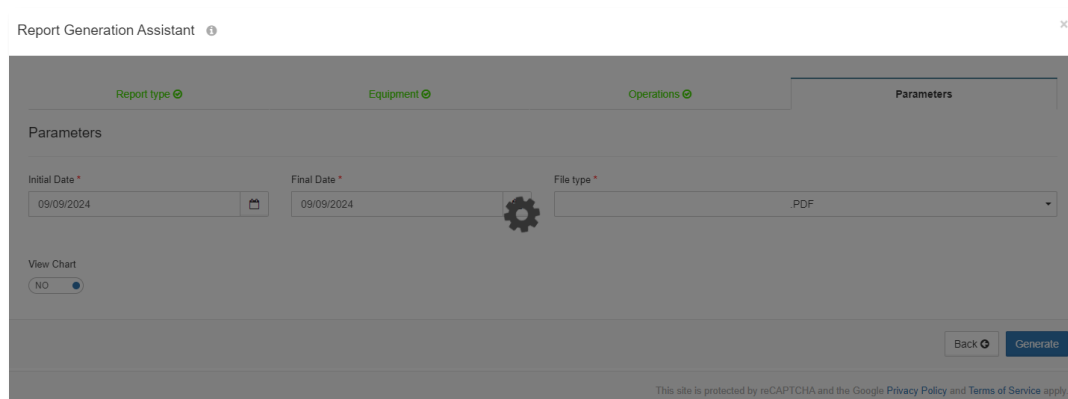 Report Generation Assistant
Report type Equipment Operations Parameters
Parameters
Initial Date * Final Date * File type *
09/09/2024 09/09/2024 .PDF
View Chart
NO
Back Generate
This site is protected by reCAPTCHA and the Google Privacy Policy and Terms of Service apply.